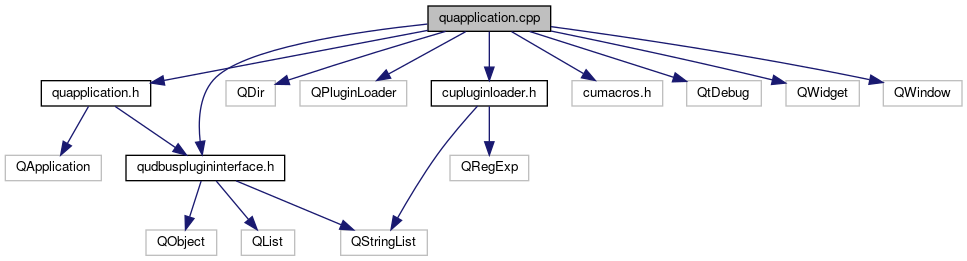 quapplication.cpp
quapplication.h
QDir
QPluginLoader
cupluginloader.h
cumacros.h
QtDebug
QWidget
QWindow
QApplication
qudbusplugininterface.h
QRegExp
QObject
QList
QStringList